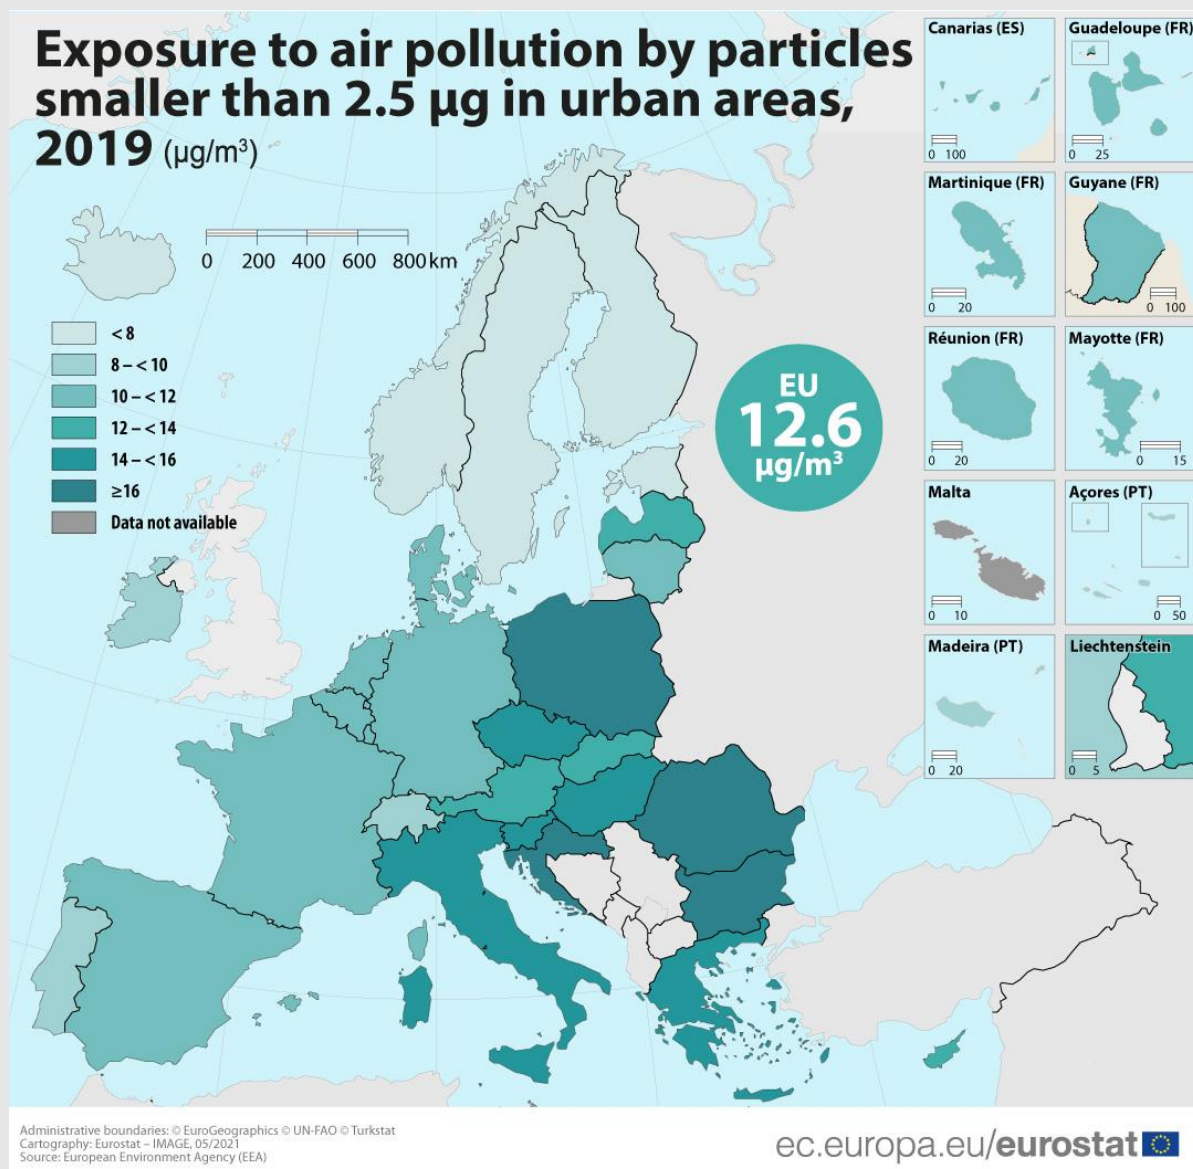 Exposure to air pollution by particles
smaller than 2.5 µg in urban areas,
2019 (µg/m³)
0 200 400 600 800 km
< 8
8 – < 10
10 – < 12
12 – < 14
14 – < 16
≥16
Data not available
EU
12.6
µg/m³
Canarias (ES)
0 100
Guadeloupe (FR)
0 25
Martinique (FR)
0 20
Guyane (FR)
0 100
Réunion (FR)
0 20
Mayotte (FR)
0 15
Malta
0 10
Açores (PT)
0 50
Madeira (PT)
0 20
Liechtenstein
0 5
Administrative boundaries: © EuroGeographics © UN-FAO © Turkstat
Cartography: Eurostat – IMAGE, 05/2021
Source: European Environment Agency (EEA)
ec.europa.eu/eurostat